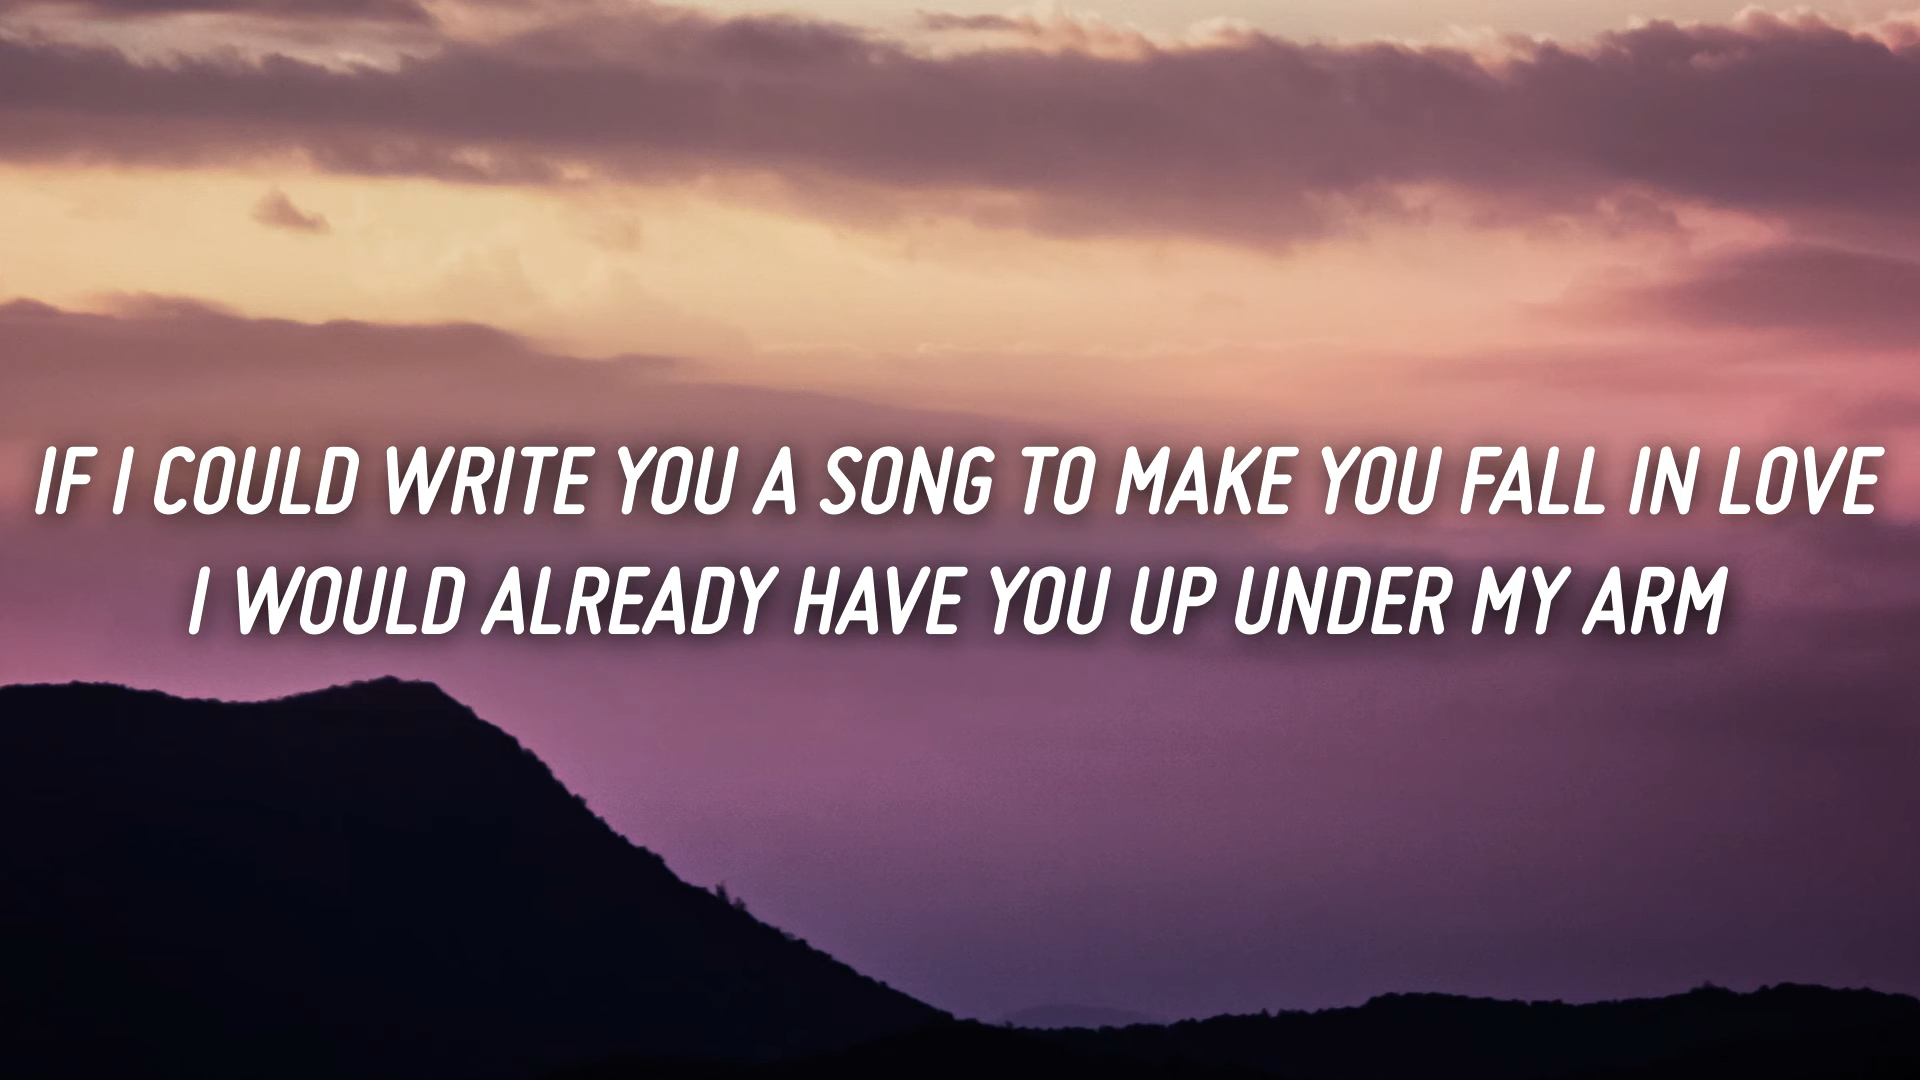 IF I COULD WRITE YOU A SONG TO MAKE YOU FALL IN LOVE
I WOULD ALREADY HAVE YOU UP UNDER MY ARM